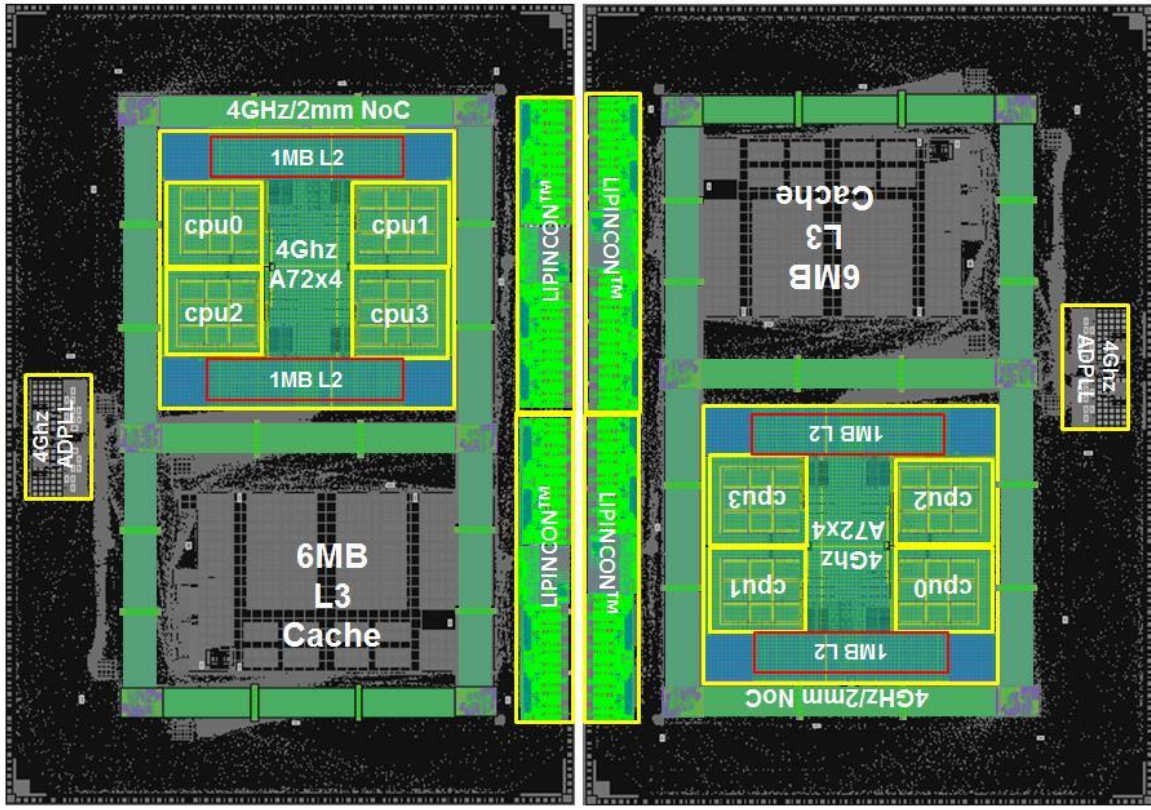 4GHz/2mm NoC
1MB L2
cpu0
cpu1
4Ghz
A72x4
cpu2
cpu3
1MB L2
4Ghz
ADPLL
6MB
L3
Cache
LIPINCON™
LIPINCON™
LIPINCON™
LIPINCON™
6MB
L3
Cache
4Ghz
ADPLL
1MB L2
cpu0
cpu1
4Ghz
A72x4
cpu2
cpu3
1MB L2
4GHz/2mm NoC